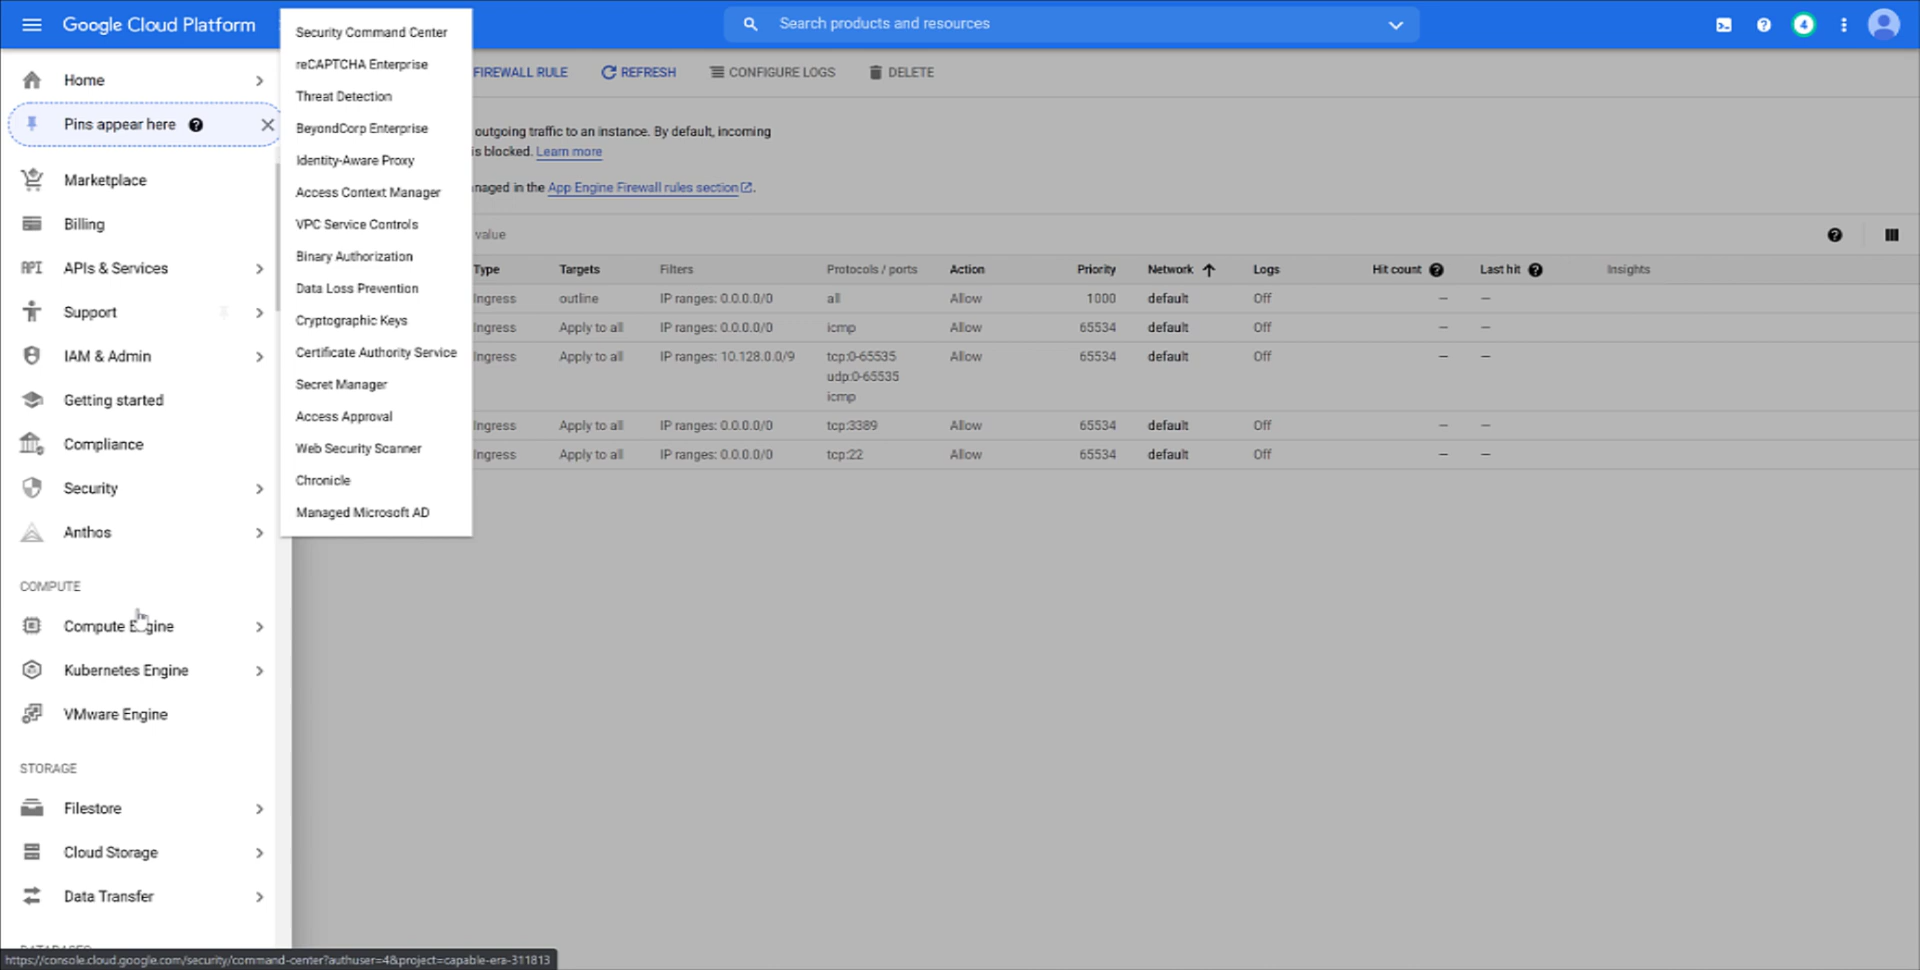 Google Cloud Platform
Search products and resources
4
Home
Pins appear here
Marketplace
Billing
API APIs & Services
Support
IAM & Admin
Getting started
Compliance
Security
Anthos
COMPUTE
Compute Engine
Kubernetes Engine
VMware Engine
STORAGE
Filestore
Cloud Storage
Data Transfer
DATABASES
Security Command Center
reCAPTCHA Enterprise
Threat Detection
BeyondCorp Enterprise
Identity-Aware Proxy
Access Context Manager
VPC Service Controls
Binary Authorization
Data Loss Prevention
Cryptographic Keys
Certificate Authority Service
Secret Manager
Access Approval
Web Security Scanner
Chronicle
Managed Microsoft AD
FIREWALL RULE REFRESH CONFIGURE LOGS DELETE
outgoing traffic to an instance. By default, incoming
is blocked. Learn more
naged in the App Engine Firewall rules section.
value
Type Targets Filters Protocols / ports Action Priority Network Logs Hit count Last hit Insights
Ingress outline IP ranges: 0.0.0.0/0 all Allow 1000 default Off — —
Ingress Apply to all IP ranges: 0.0.0.0/0 icmp Allow 65534 default Off — —
Ingress Apply to all IP ranges: 10.128.0.0/9 tcp:0-65535 Allow 65534 default Off — —
udp:0-65535
icmp
Ingress Apply to all IP ranges: 0.0.0.0/0 tcp:3389 Allow 65534 default Off — —
Ingress Apply to all IP ranges: 0.0.0.0/0 tcp:22 Allow 65534 default Off — —
https://console.cloud.google.com/security/command-center?authuser=4&project=capable-era-311813